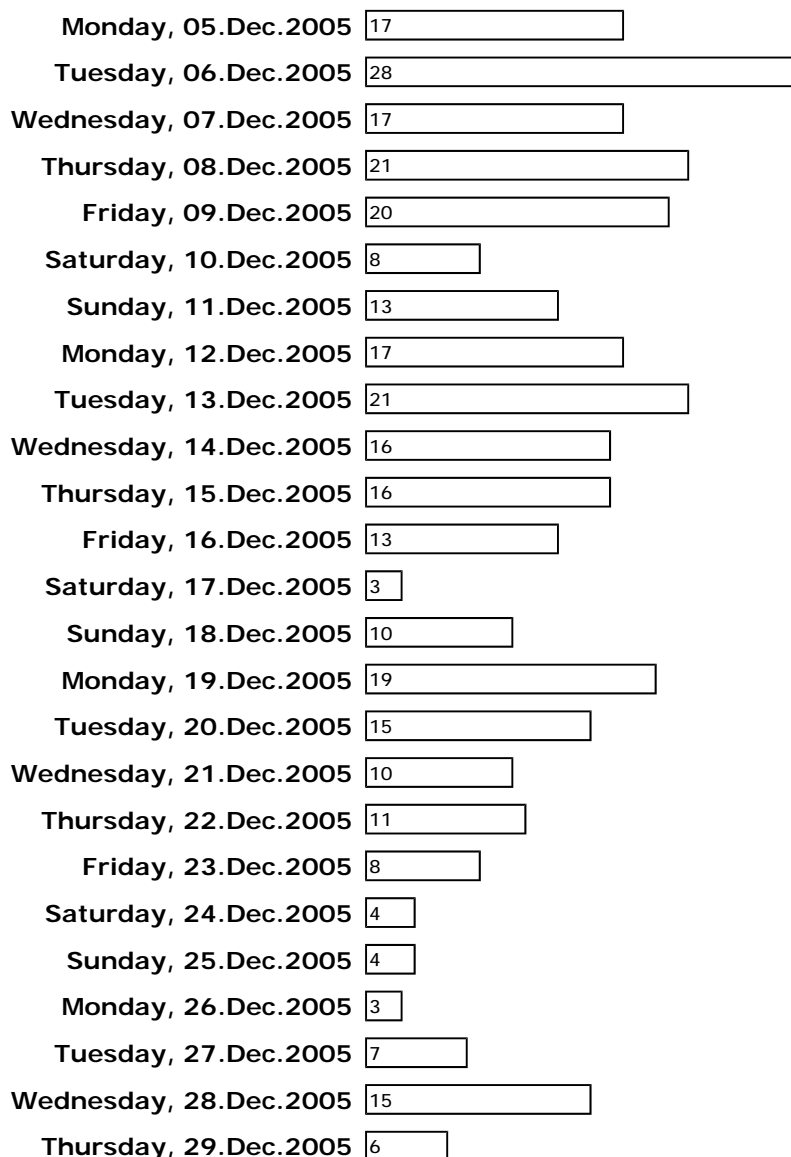 Monday, 05.Dec.2005 17
Tuesday, 06.Dec.2005 28
Wednesday, 07.Dec.2005 17
Thursday, 08.Dec.2005 21
Friday, 09.Dec.2005 20
Saturday, 10.Dec.2005 8
Sunday, 11.Dec.2005 13
Monday, 12.Dec.2005 17
Tuesday, 13.Dec.2005 21
Wednesday, 14.Dec.2005 16
Thursday, 15.Dec.2005 16
Friday, 16.Dec.2005 13
Saturday, 17.Dec.2005 3
Sunday, 18.Dec.2005 10
Monday, 19.Dec.2005 19
Tuesday, 20.Dec.2005 15
Wednesday, 21.Dec.2005 10
Thursday, 22.Dec.2005 11
Friday, 23.Dec.2005 8
Saturday, 24.Dec.2005 4
Sunday, 25.Dec.2005 4
Monday, 26.Dec.2005 3
Tuesday, 27.Dec.2005 7
Wednesday, 28.Dec.2005 15
Thursday, 29.Dec.2005 6